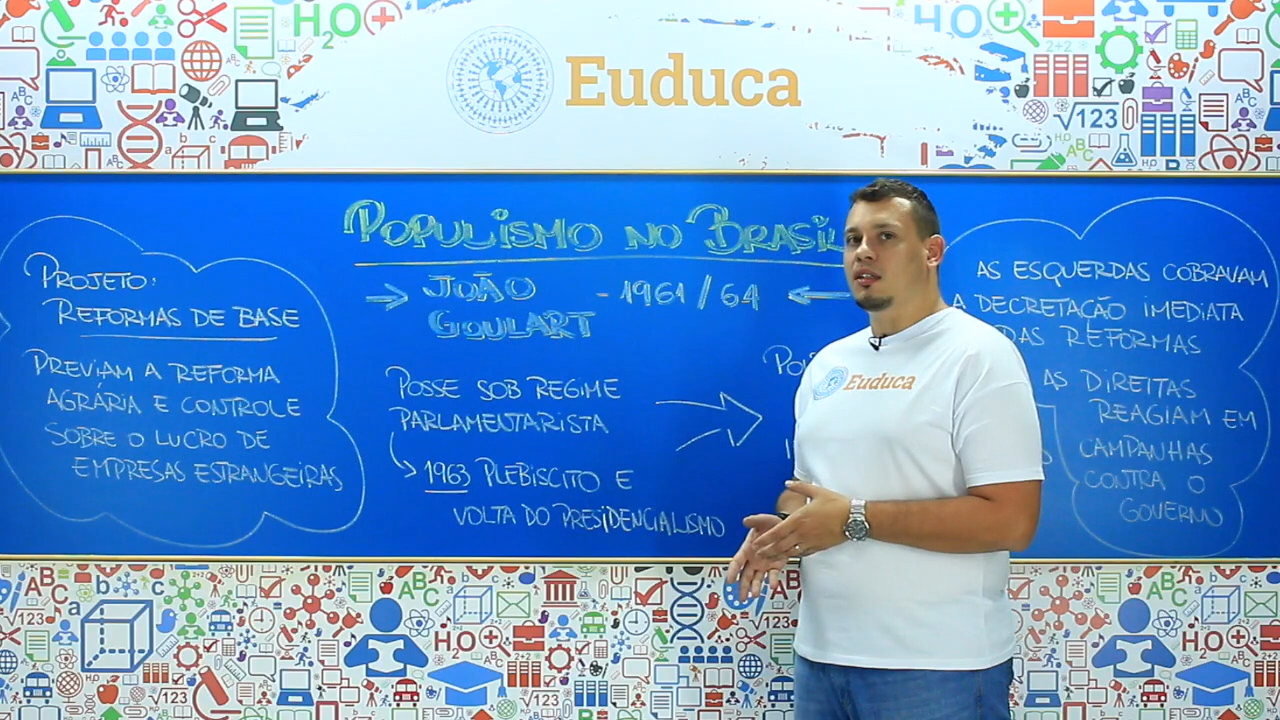 Euduca
POPULISMO NO BRASIL
JOÃO
GOULART
- 1961 / 64
PROJETO:
REFORMAS DE BASE
PREVIAM A REFORMA
AGRÁRIA E CONTROLE
SOBRE O LUCRO DE
EMPRESAS ESTRANGEIRAS
POSSE SOB REGIME
PARLAMENTARISTA
1963 PLEBISCITO E
VOLTA DO PRESIDENCIALISMO
AS ESQUERDAS COBRAVAM
A DECRETAÇÃO IMEDIATA
DAS REFORMAS
AS DIREITAS
REAGIAM EM
CAMPANHAS
CONTRA O
GOVERNO
Euduca